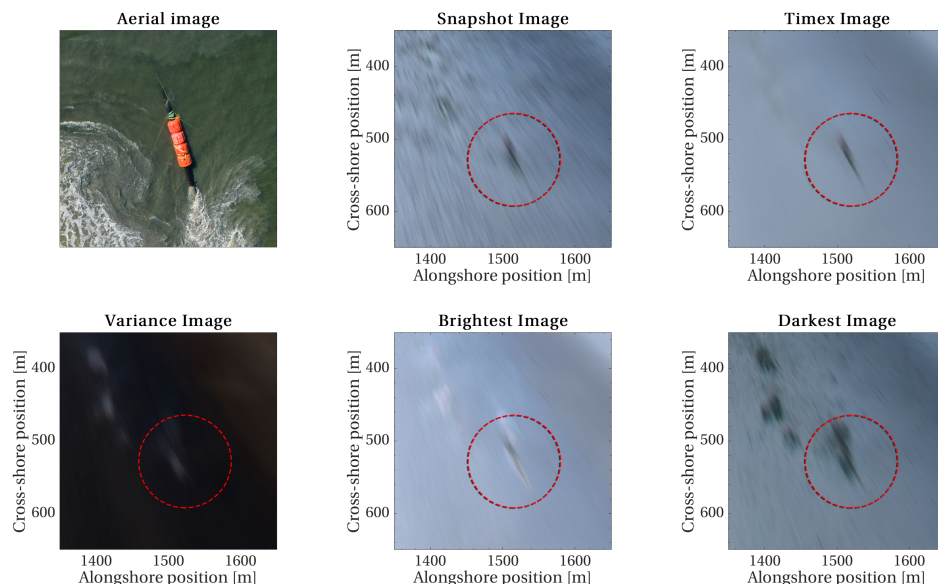 Aerial image
Snapshot Image
Timex Image
Cross-shore position [m]
400
500
600
1400 1500 1600
Alongshore position [m]
Cross-shore position [m]
400
500
600
1400 1500 1600
Alongshore position [m]
Variance Image
Brightest Image
Darkest Image
Cross-shore position [m]
400
500
600
1400 1500 1600
Alongshore position [m]
Cross-shore position [m]
400
500
600
1400 1500 1600
Alongshore position [m]
Cross-shore position [m]
400
500
600
1400 1500 1600
Alongshore position [m]